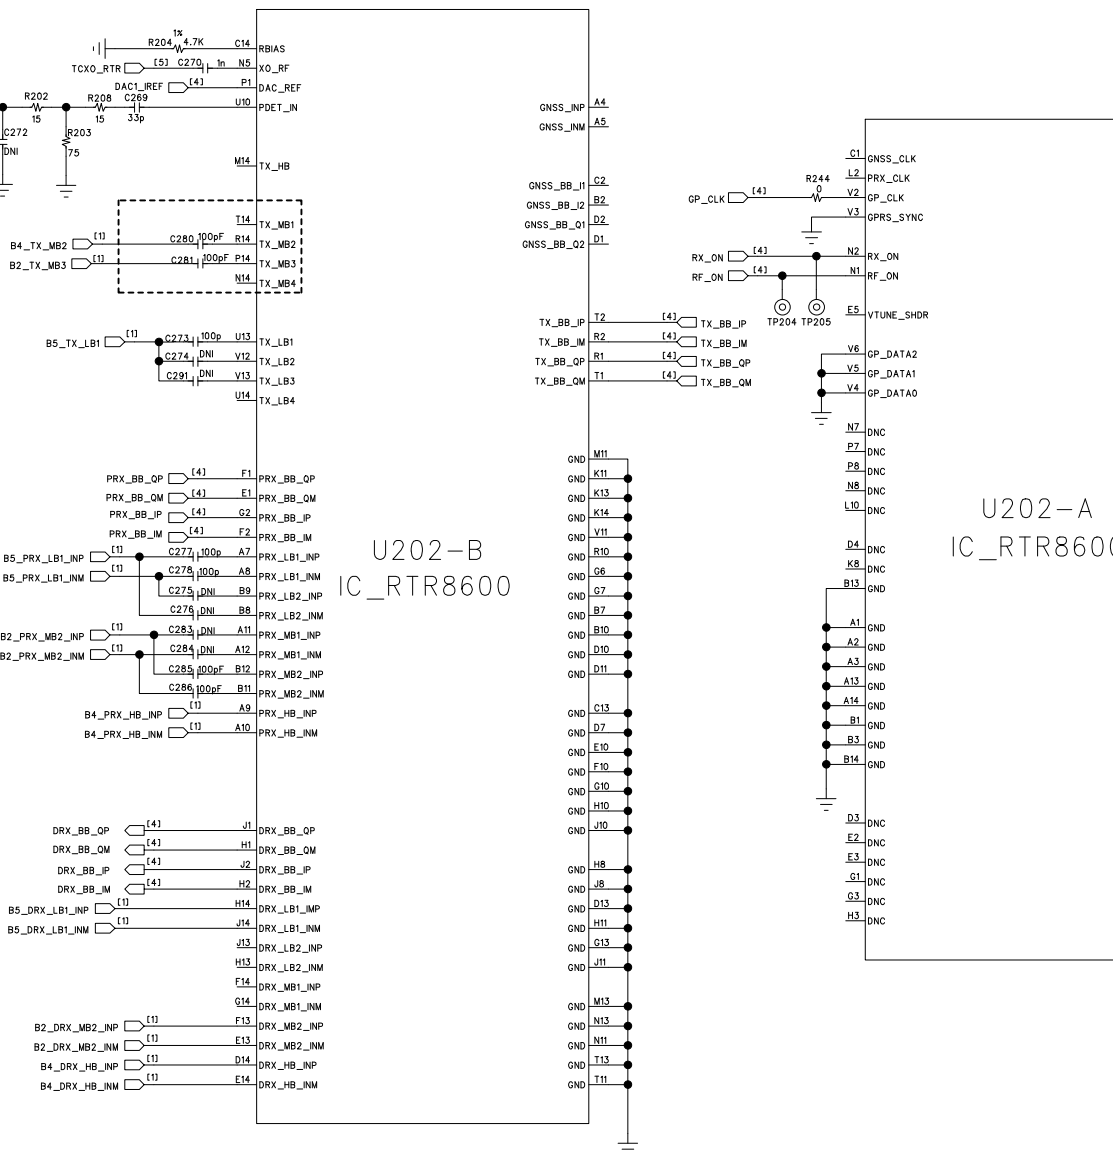 1%
R204 4.7K C14 RBIAS
TCXO_RTR [5] C270 1n N5 XO_RF
DAC1_IREF [4] P1 DAC_REF
R202 R208 C269 U10 PDET_IN
15 15 33p
C272 R203
DNI 75
M14 TX_HB
T14 TX_MB1
B4_TX_MB2 [1] C280 100pF R14 TX_MB2
B2_TX_MB3 [1] C281 100pF P14 TX_MB3
N14 TX_MB4
B5_TX_LB1 [1] C273 100p U13 TX_LB1
C274 DNI V12 TX_LB2
C291 DNI V13 TX_LB3
U14 TX_LB4
PRX_BB_QP [4] F1 PRX_BB_QP
PRX_BB_QM [4] E1 PRX_BB_QM
PRX_BB_IP [4] G2 PRX_BB_IP
PRX_BB_IM [4] F2 PRX_BB_IM
B5_PRX_LB1_INP [1] C277 100p A7 PRX_LB1_INP
B5_PRX_LB1_INM [1] C278 100p A8 PRX_LB1_INM
C275 DNI B9 PRX_LB2_INP
C276 DNI B8 PRX_LB2_INM
B2_PRX_MB2_INP [1] C283 DNI A11 PRX_MB1_INP
B2_PRX_MB2_INM [1] C284 DNI A12 PRX_MB1_INM
C285 100pF B12 PRX_MB2_INP
C286 100pF B11 PRX_MB2_INM
B4_PRX_HB_INP [1] A9 PRX_HB_INP
B4_PRX_HB_INM [1] A10 PRX_HB_INM
DRX_BB_QP [4] J1 DRX_BB_QP
DRX_BB_QM [4] H1 DRX_BB_QM
DRX_BB_IP [4] J2 DRX_BB_IP
DRX_BB_IM [4] H2 DRX_BB_IM
B5_DRX_LB1_INP [1] H14 DRX_LB1_IMP
B5_DRX_LB1_INM [1] J14 DRX_LB1_INM
J13 DRX_LB2_INP
H13 DRX_LB2_INM
F14 DRX_MB1_INP
G14 DRX_MB1_INM
B2_DRX_MB2_INP [1] F13 DRX_MB2_INP
B2_DRX_MB2_INM [1] E13 DRX_MB2_INM
B4_DRX_HB_INP [1] D14 DRX_HB_INP
B4_DRX_HB_INM [1] E14 DRX_HB_INM
U202-B
IC_RTR8600
GNSS_INP A4
GNSS_INM A5
GNSS_BB_I1 C2
GNSS_BB_I2 B2
GNSS_BB_Q1 D2
GNSS_BB_Q2 D1
TX_BB_IP T2 [4] TX_BB_IP
TX_BB_IM R2 [4] TX_BB_IM
TX_BB_QP R1 [4] TX_BB_QP
TX_BB_QM T1 [4] TX_BB_QM
GND M11
GND K11
GND K13
GND K14
GND V11
GND R10
GND G6
GND G7
GND B7
GND B10
GND D10
GND D11
GND C13
GND D7
GND E10
GND F10
GND G10
GND H10
GND J10
GND H8
GND J8
GND D13
GND H11
GND G13
GND J11
GND M13
GND N13
GND N11
GND T13
GND T11
C1 GNSS_CLK
L2 PRX_CLK
R244
GP_CLK [4] 0 V2 GP_CLK
V3 GPRS_SYNC
RX_ON [4] N2 RX_ON
RF_ON [4] N1 RF_ON
TP204 TP205
E5 VTUNE_SHDR
V6 GP_DATA2
V5 GP_DATA1
V4 GP_DATA0
N7 DNC
P7 DNC
P8 DNC
N8 DNC
L10 DNC
D4 DNC
K8 DNC
B13 GND
A1 GND
A2 GND
A3 GND
A13 GND
A14 GND
B1 GND
B3 GND
B14 GND
D3 DNC
E2 DNC
E3 DNC
G1 DNC
G3 DNC
H3 DNC
U202-A
IC_RTR8600